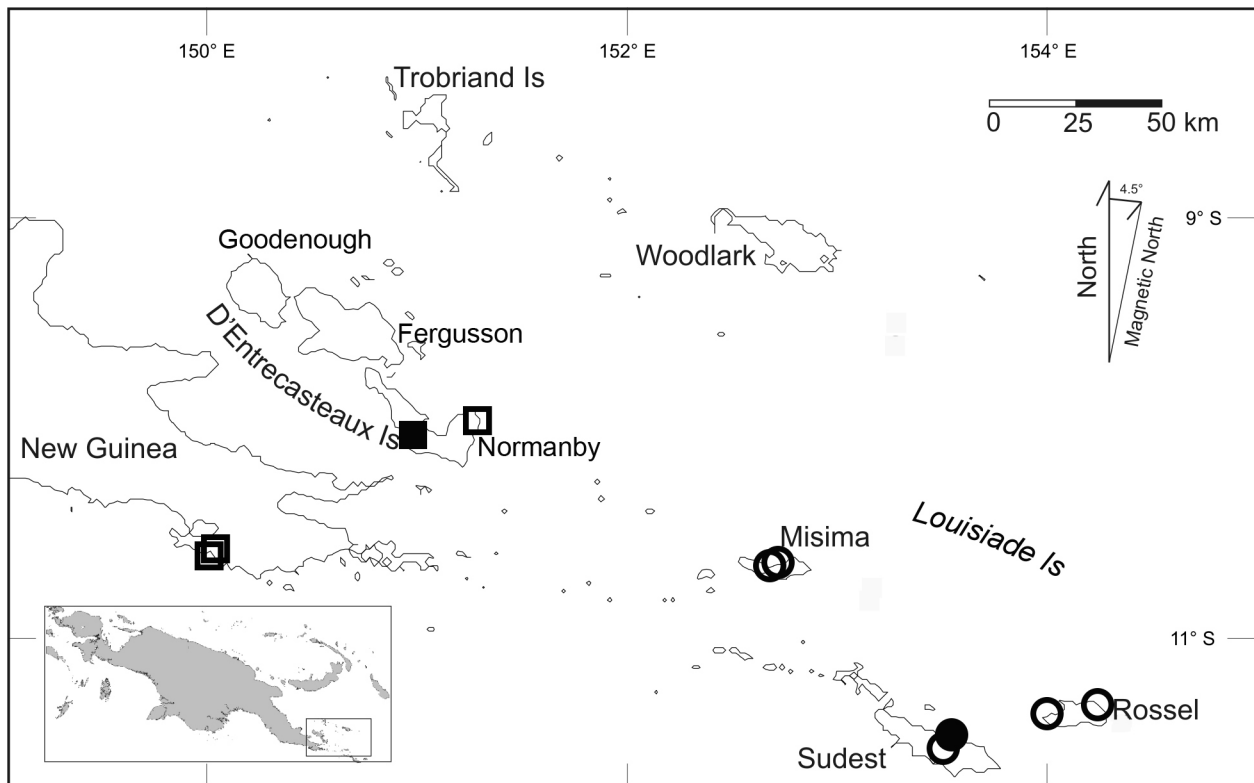 150° E
152° E
154° E
Trobriand Is
0 25 50 km
4.5°
9° S
North
Magnetic North
Goodenough
Woodlark
D'Entrecasteaux Is
Fergusson
New Guinea
Normanby
Louisiade Is
Misima
11° S
Rossel
Sudest